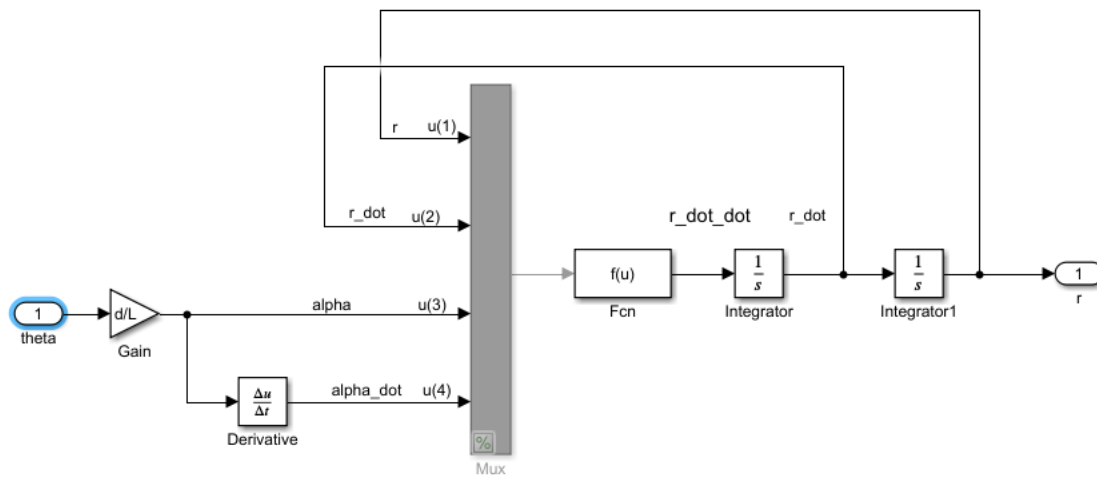 r u(1)
r_dot u(2)
r_dot_dot r_dot
1
theta
d/L
Gain
alpha u(3)
Δu
Δt
Derivative
alpha_dot u(4)
%
Mux
f(u)
Fcn
1
s
Integrator
1
s
Integrator1
1
r